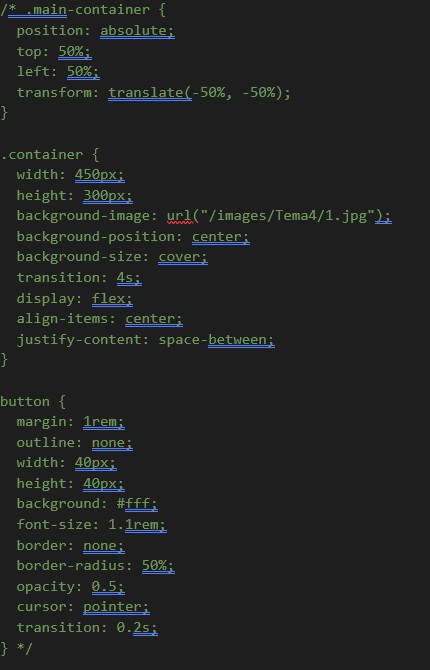 /* .main-container {
  position: absolute;
  top: 50%;
  left: 50%;
  transform: translate(-50%, -50%);
}

.container {
  width: 450px;
  height: 300px;
  background-image: url("/images/Tema4/1.jpg");
  background-position: center;
  background-size: cover;
  transition: 4s;
  display: flex;
  align-items: center;
  justify-content: space-between;
}

button {
  margin: 1rem;
  outline: none;
  width: 40px;
  height: 40px;
  background: #fff;
  font-size: 1.1rem;
  border: none;
  border-radius: 50%;
  opacity: 0.5;
  cursor: pointer;
  transition: 0.2s;
} */